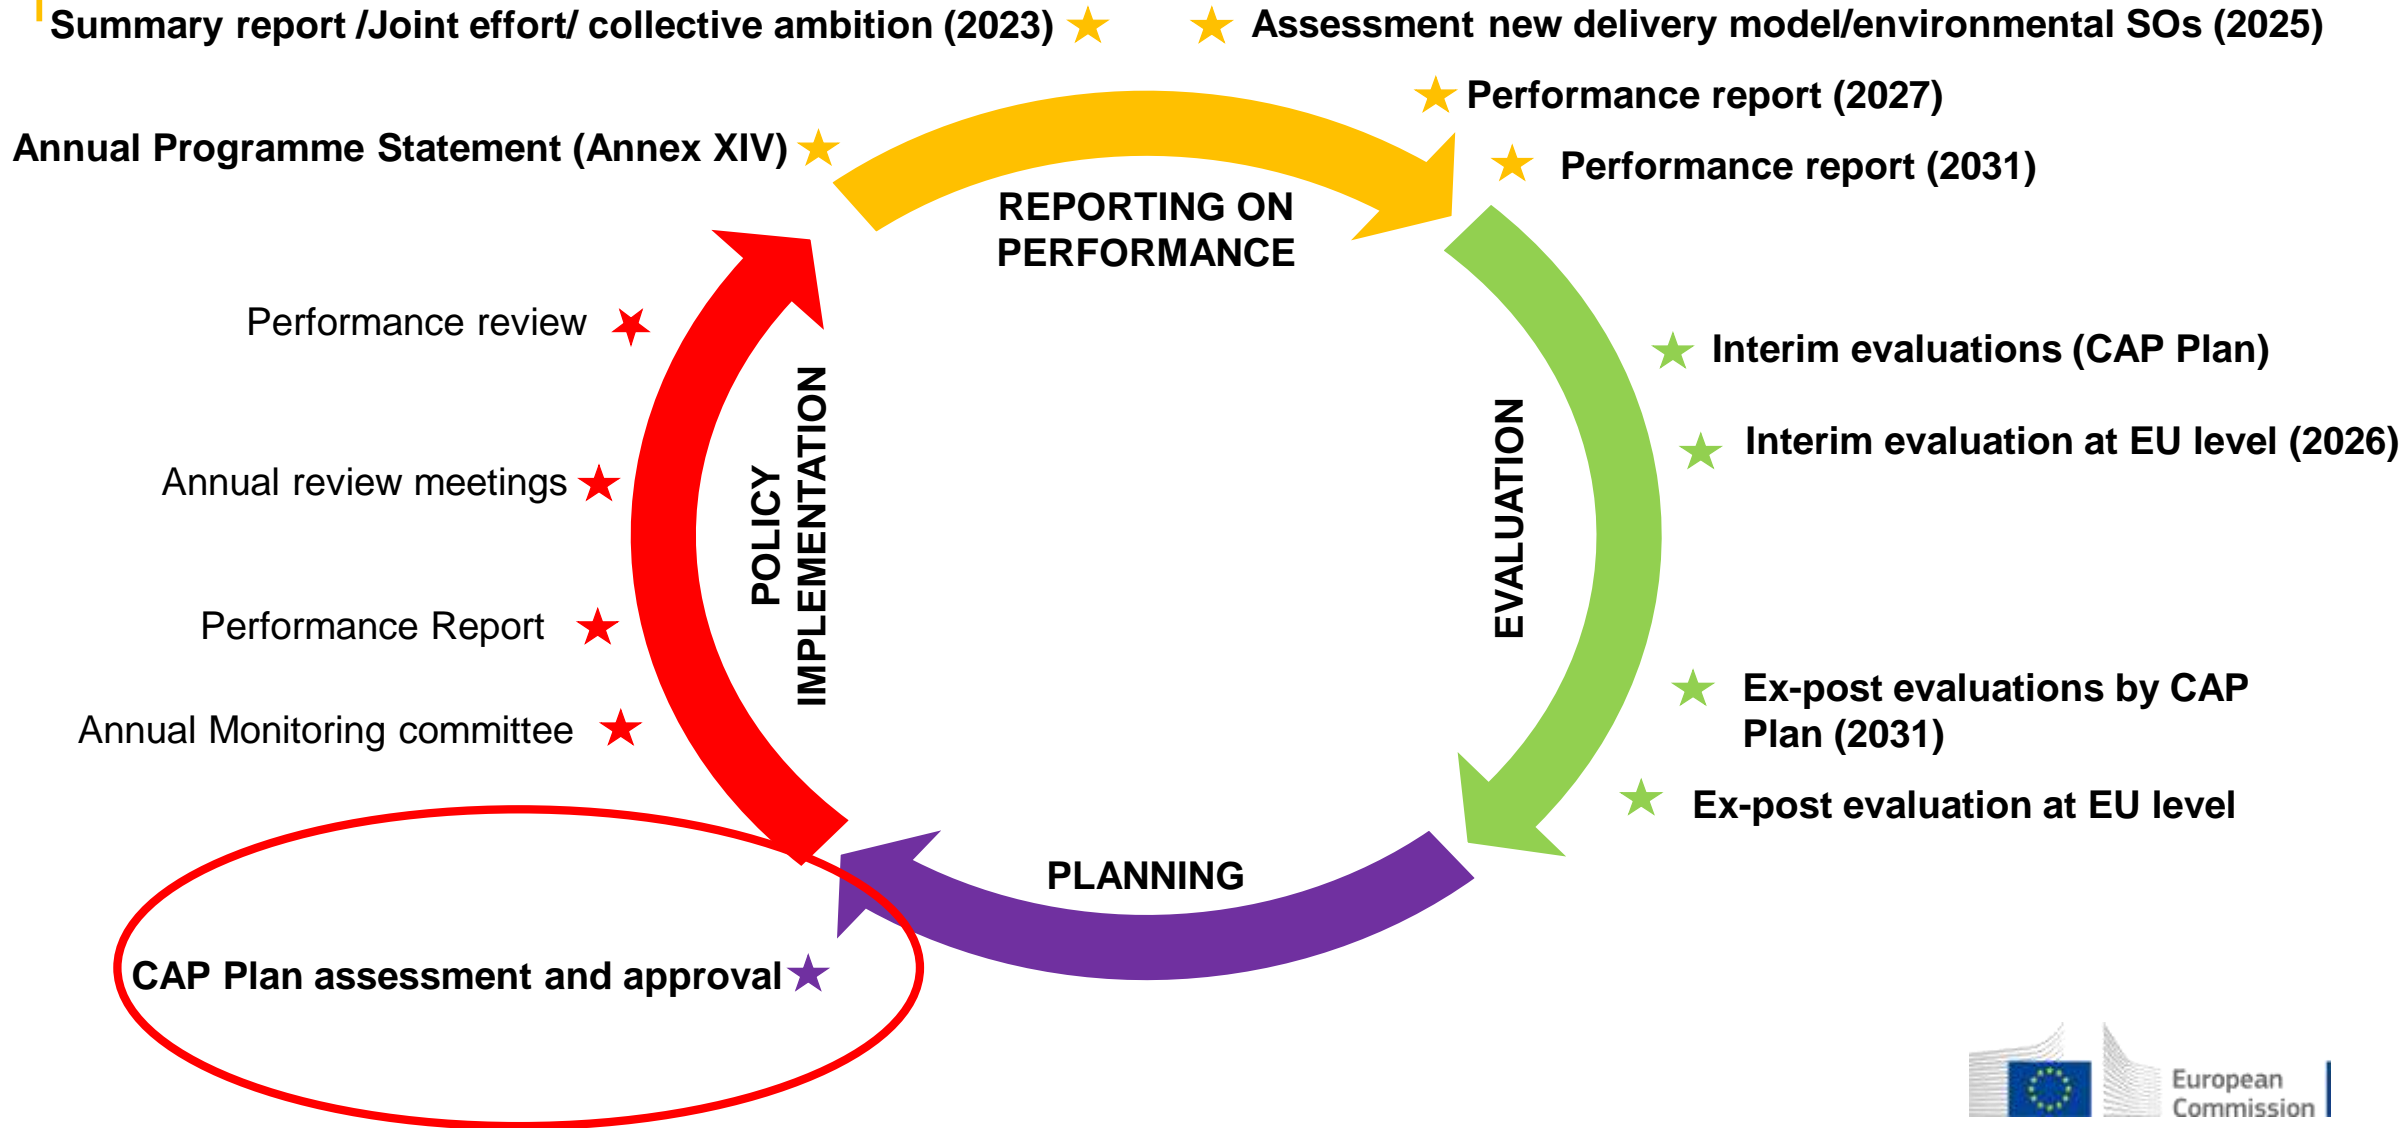 Summary report /Joint effort/ collective ambition (2023)
Assessment new delivery model/environmental SOs (2025)
Performance report (2027)
Annual Programme Statement (Annex XIV)
Performance report (2031)
REPORTING ON
PERFORMANCE
Performance review
Interim evaluations (CAP Plan)
Interim evaluation at EU level (2026)
Annual review meetings
POLICY
IMPLEMENTATION
EVALUATION
Performance Report
Ex-post evaluations by CAP
Plan (2031)
Annual Monitoring committee
Ex-post evaluation at EU level
PLANNING
CAP Plan assessment and approval
European
Commission